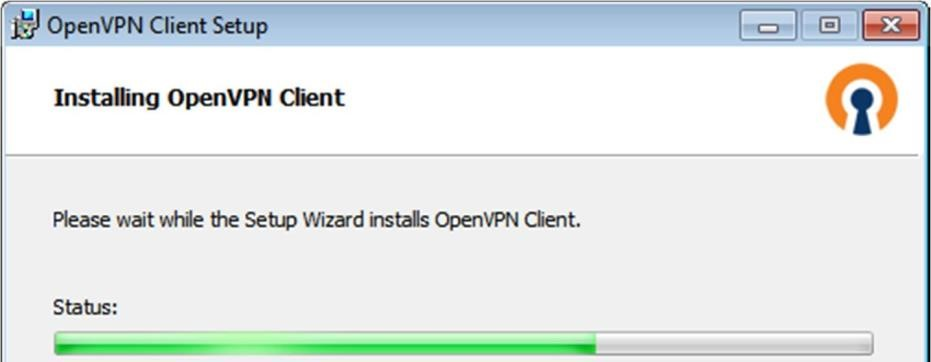 OpenVPN Client Setup
Installing OpenVPN Client
Please wait while the Setup Wizard installs OpenVPN Client.
Status: